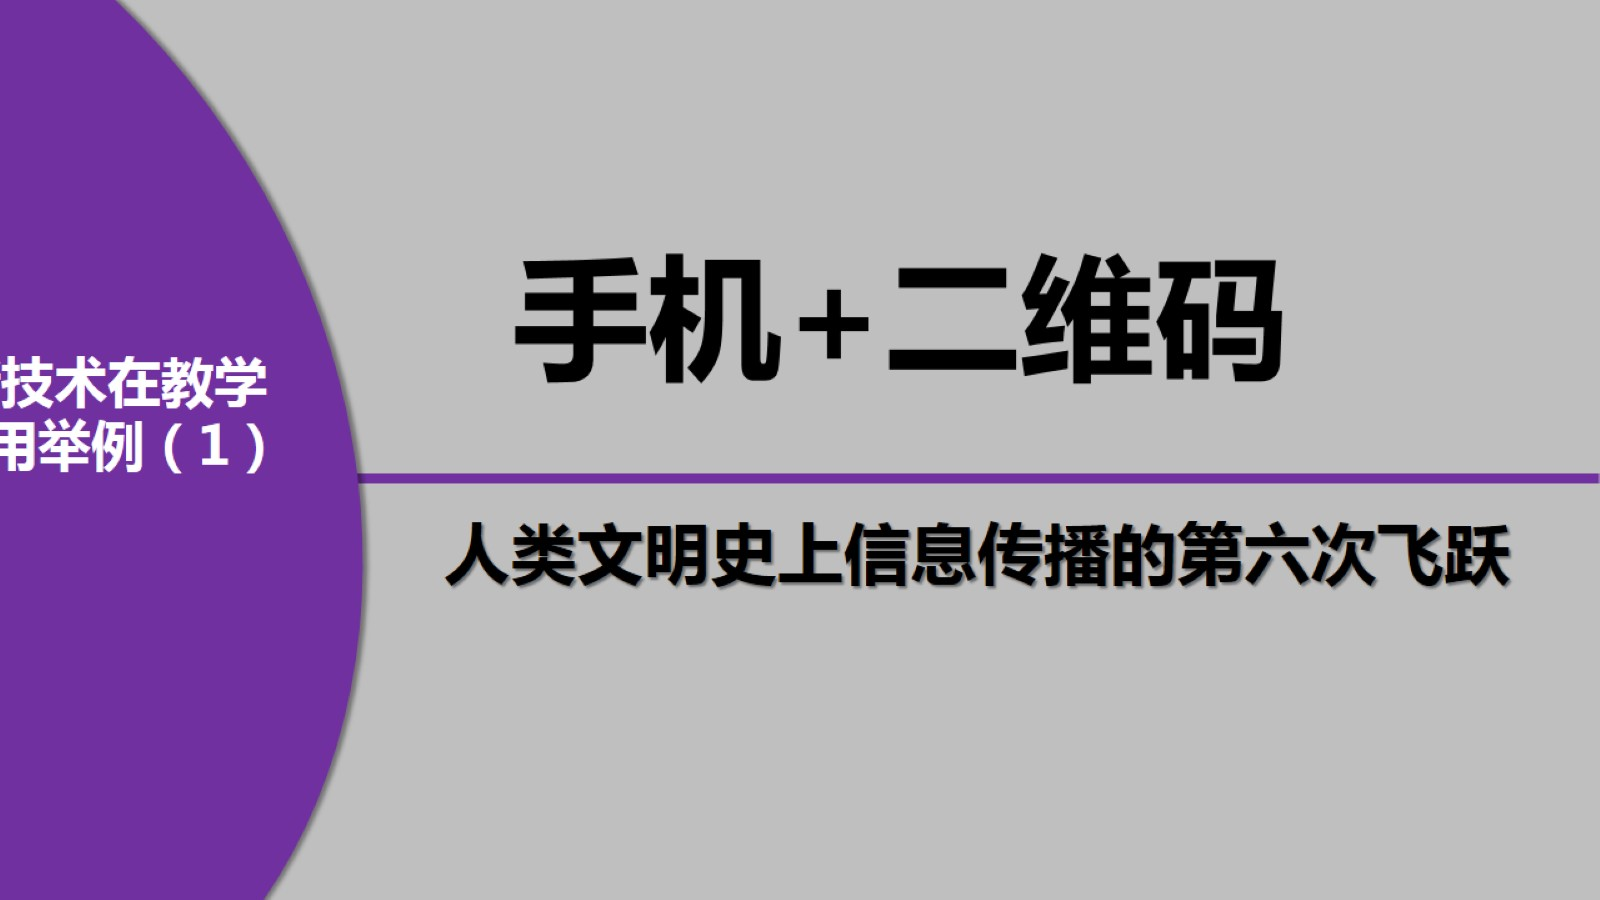 技术在教学
用举例（1）
手机+二维码
人类文明史上信息传播的第六次飞跃